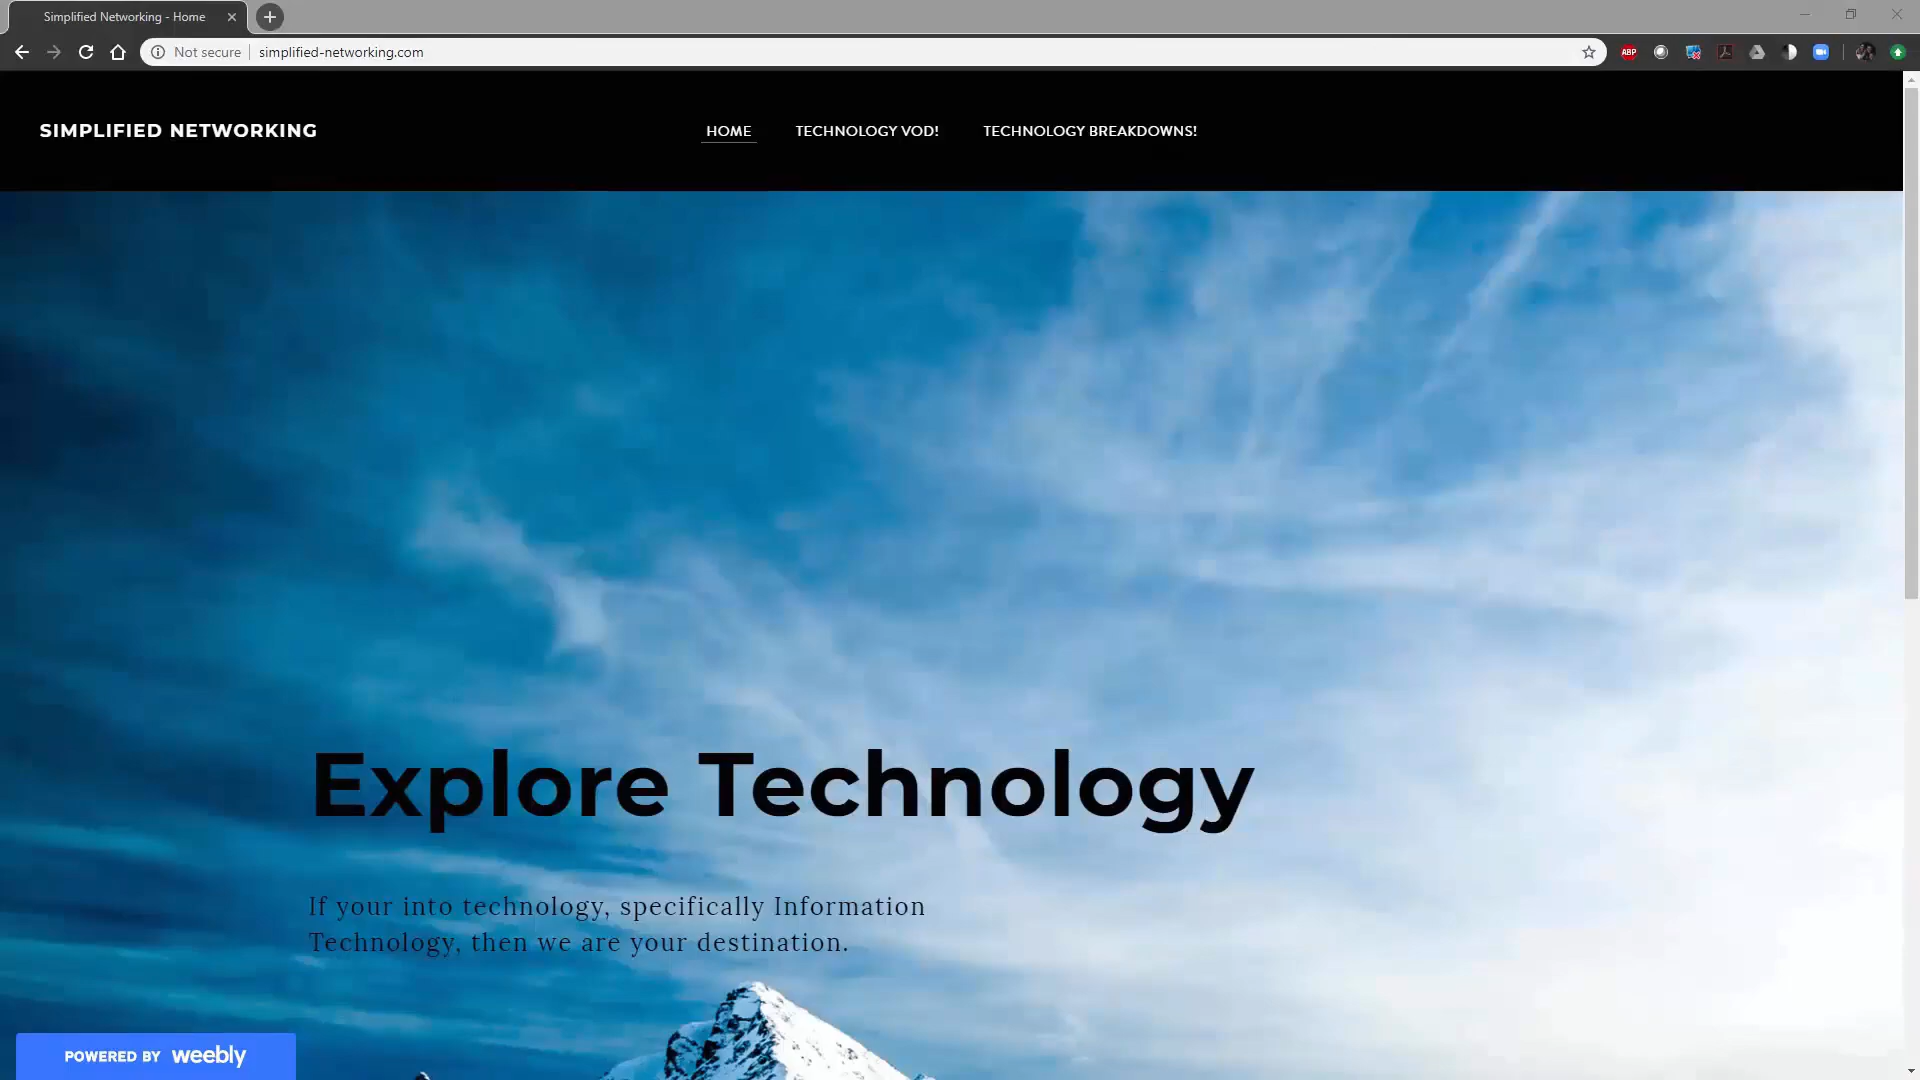 Simplified Networking - Home
Not secure
simplified-networking.com
ABP
SIMPLIFIED NETWORKING
HOME
TECHNOLOGY VOD!
TECHNOLOGY BREAKDOWNS!
Explore Technology
If your into technology, specifically Information
Technology, then we are your destination.
POWERED BY weebly